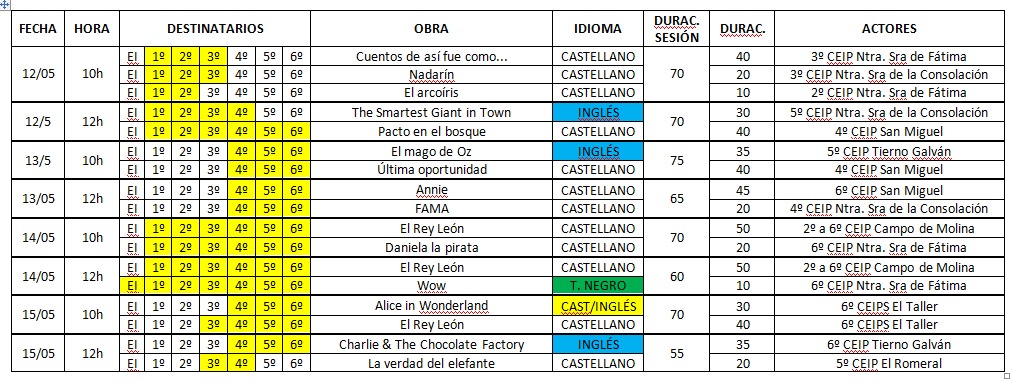 FECHA HORA DESTINATARIOS OBRA IDIOMA DURAC. SESIÓN DURAC. ACTORES
12/05 10h EI 1º 2º 3º 4º 5º 6º Cuentos de así fue como... CASTELLANO 70 40 3º CEIP Ntra. Sra de Fátima
EI 1º 2º 3º 4º 5º 6º Nadarín CASTELLANO 20 3º CEIP Ntra. Sra de la Consolación
EI 1º 2º 3º 4º 5º 6º El arcoíris CASTELLANO 10 2º CEIP Ntra. Sra de Fátima
12/5 12h EI 1º 2º 3º 4º 5º 6º The Smartest Giant in Town INGLÉS 70 30 5º CEIP Ntra. Sra de la Consolación
EI 1º 2º 3º 4º 5º 6º Pacto en el bosque CASTELLANO 40 4º CEIP San Miguel
13/5 10h EI 1º 2º 3º 4º 5º 6º El mago de Oz INGLÉS 75 35 5º CEIP Tierno Galván
EI 1º 2º 3º 4º 5º 6º Última oportunidad CASTELLANO 40 4º CEIP San Miguel
13/05 12h EI 1º 2º 3º 4º 5º 6º Annie CASTELLANO 65 45 6º CEIP San Miguel
EI 1º 2º 3º 4º 5º 6º FAMA CASTELLANO 20 4º CEIP Ntra. Sra de la Consolación
14/05 10h EI 1º 2º 3º 4º 5º 6º El Rey León CASTELLANO 70 50 2º a 6º CEIP Campo de Molina
EI 1º 2º 3º 4º 5º 6º Daniela la pirata CASTELLANO 20 6º CEIP Ntra. Sra. de Fátima
14/05 12h EI 1º 2º 3º 4º 5º 6º El Rey León CASTELLANO 60 50 2º a 6º CEIP Campo de Molina
EI 1º 2º 3º 4º 5º 6º Wow T. NEGRO 10 6º CEIP Ntra. Sra. de Fátima
15/05 10h EI 1º 2º 3º 4º 5º 6º Alice in Wonderland CAST/INGLÉS 70 30 6º CEIPS El Taller
EI 1º 2º 3º 4º 5º 6º El Rey León CASTELLANO 40 6º CEIPS El Taller
15/05 12h EI 1º 2º 3º 4º 5º 6º Charlie & The Chocolate Factory INGLÉS 55 35 6º CEIP Tierno Galván
EI 1º 2º 3º 4º 5º 6º La verdad del elefante CASTELLANO 20 5º CEIP El Romeral